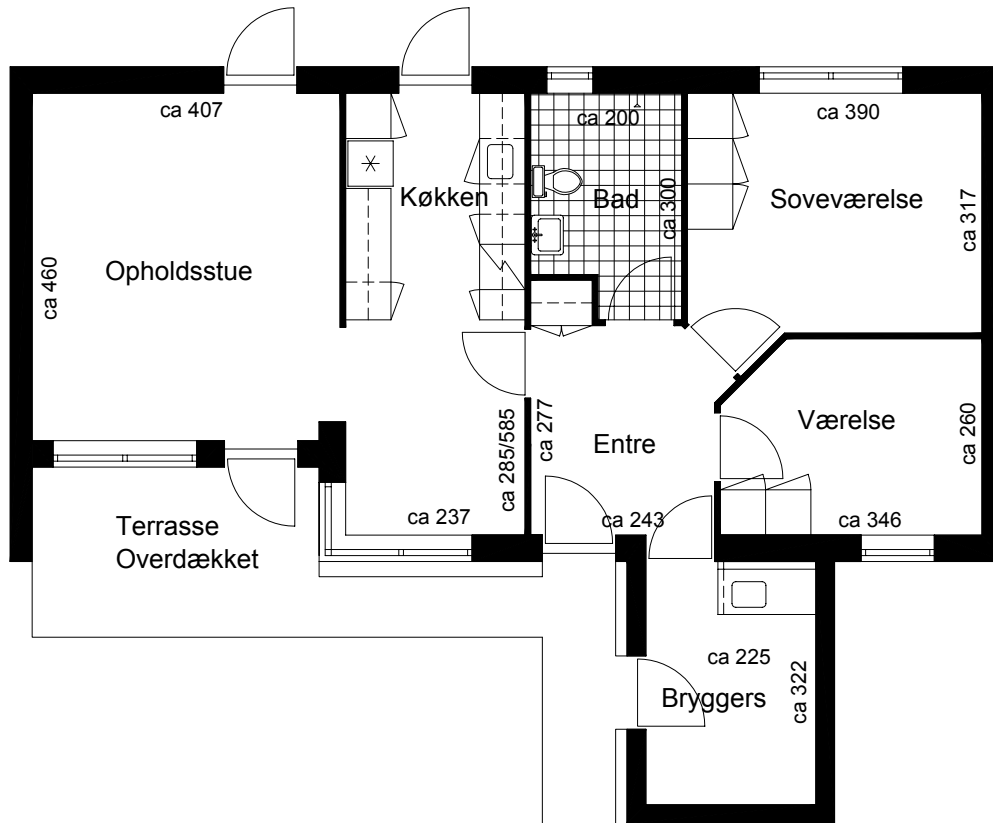 ca 407
ca 200
ca 390
Køkken
Bad
ca 300
Soveværelse
ca 317
Opholdsstue
ca 460
Værelse
ca 260
ca 285/585
ca 277
Entre
ca 237
ca 243
ca 346
Terrasse
Overdækket
ca 225
ca 322
Bryggers